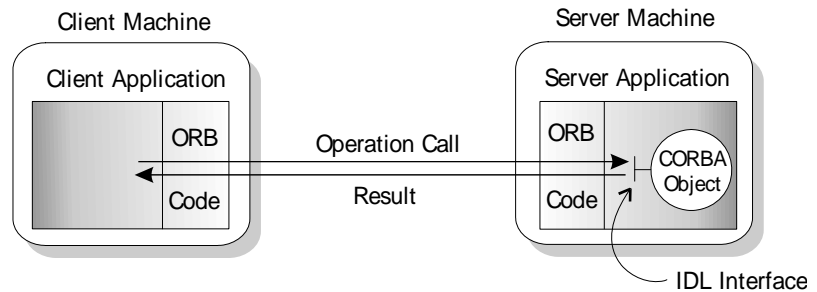 Client Machine
Server Machine
Client Application
Server Application
ORB
Code
Operation Call
Result
ORB
Code
CORBA
Object
IDL Interface